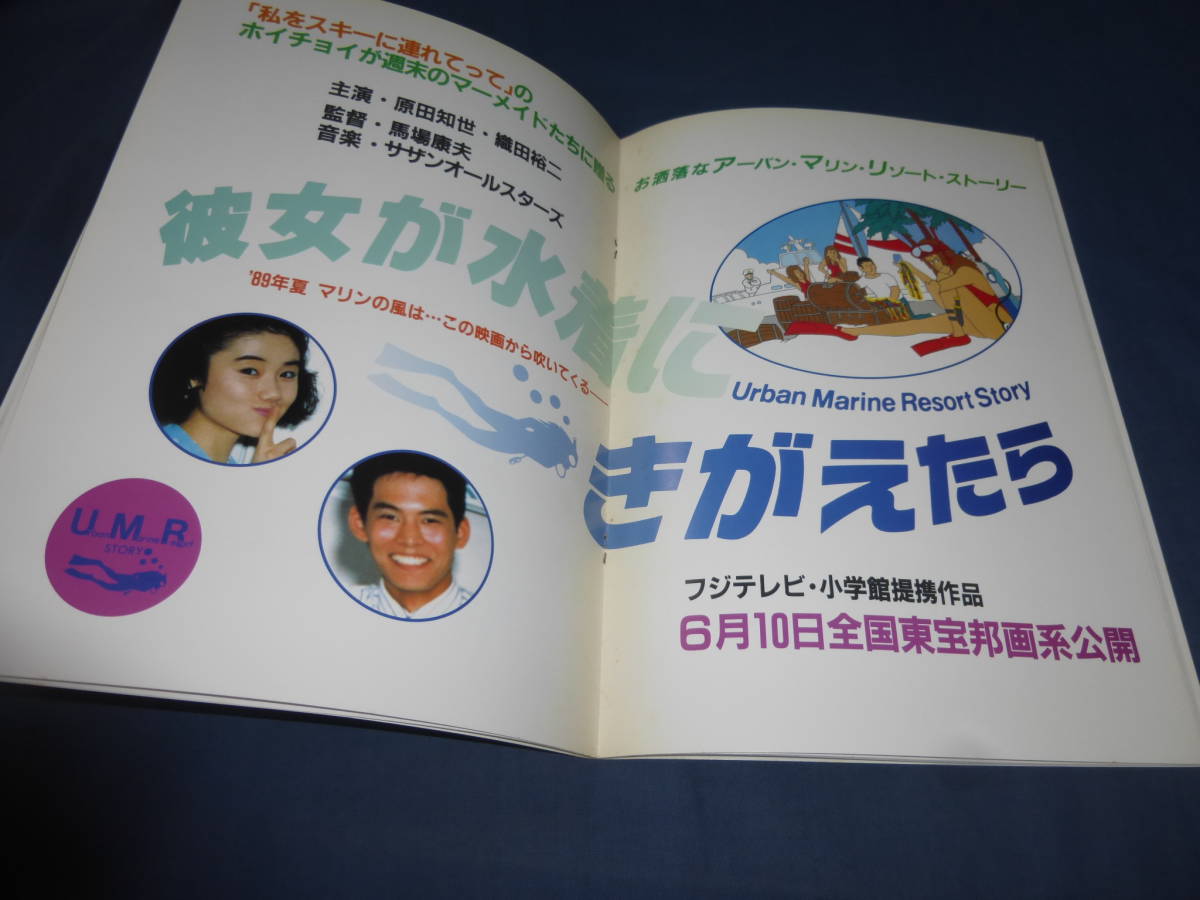 「私をスキーに連れてって」の
ホイチョイが週末のマーメイドたちに贈る
主演・原田知世・織田裕二
監督・馬場康夫
音楽・サザンオールスターズ
お洒落なアーバン・マリン・リゾート・ストーリー
彼女が水着に
Urban Marine Resort Story
きがえたら
'89年夏 マリンの風は…この映画から吹いてくる——
Urban Marine Resort
STORY
フジテレビ・小学館提携作品
6月10日全国東宝邦画系公開